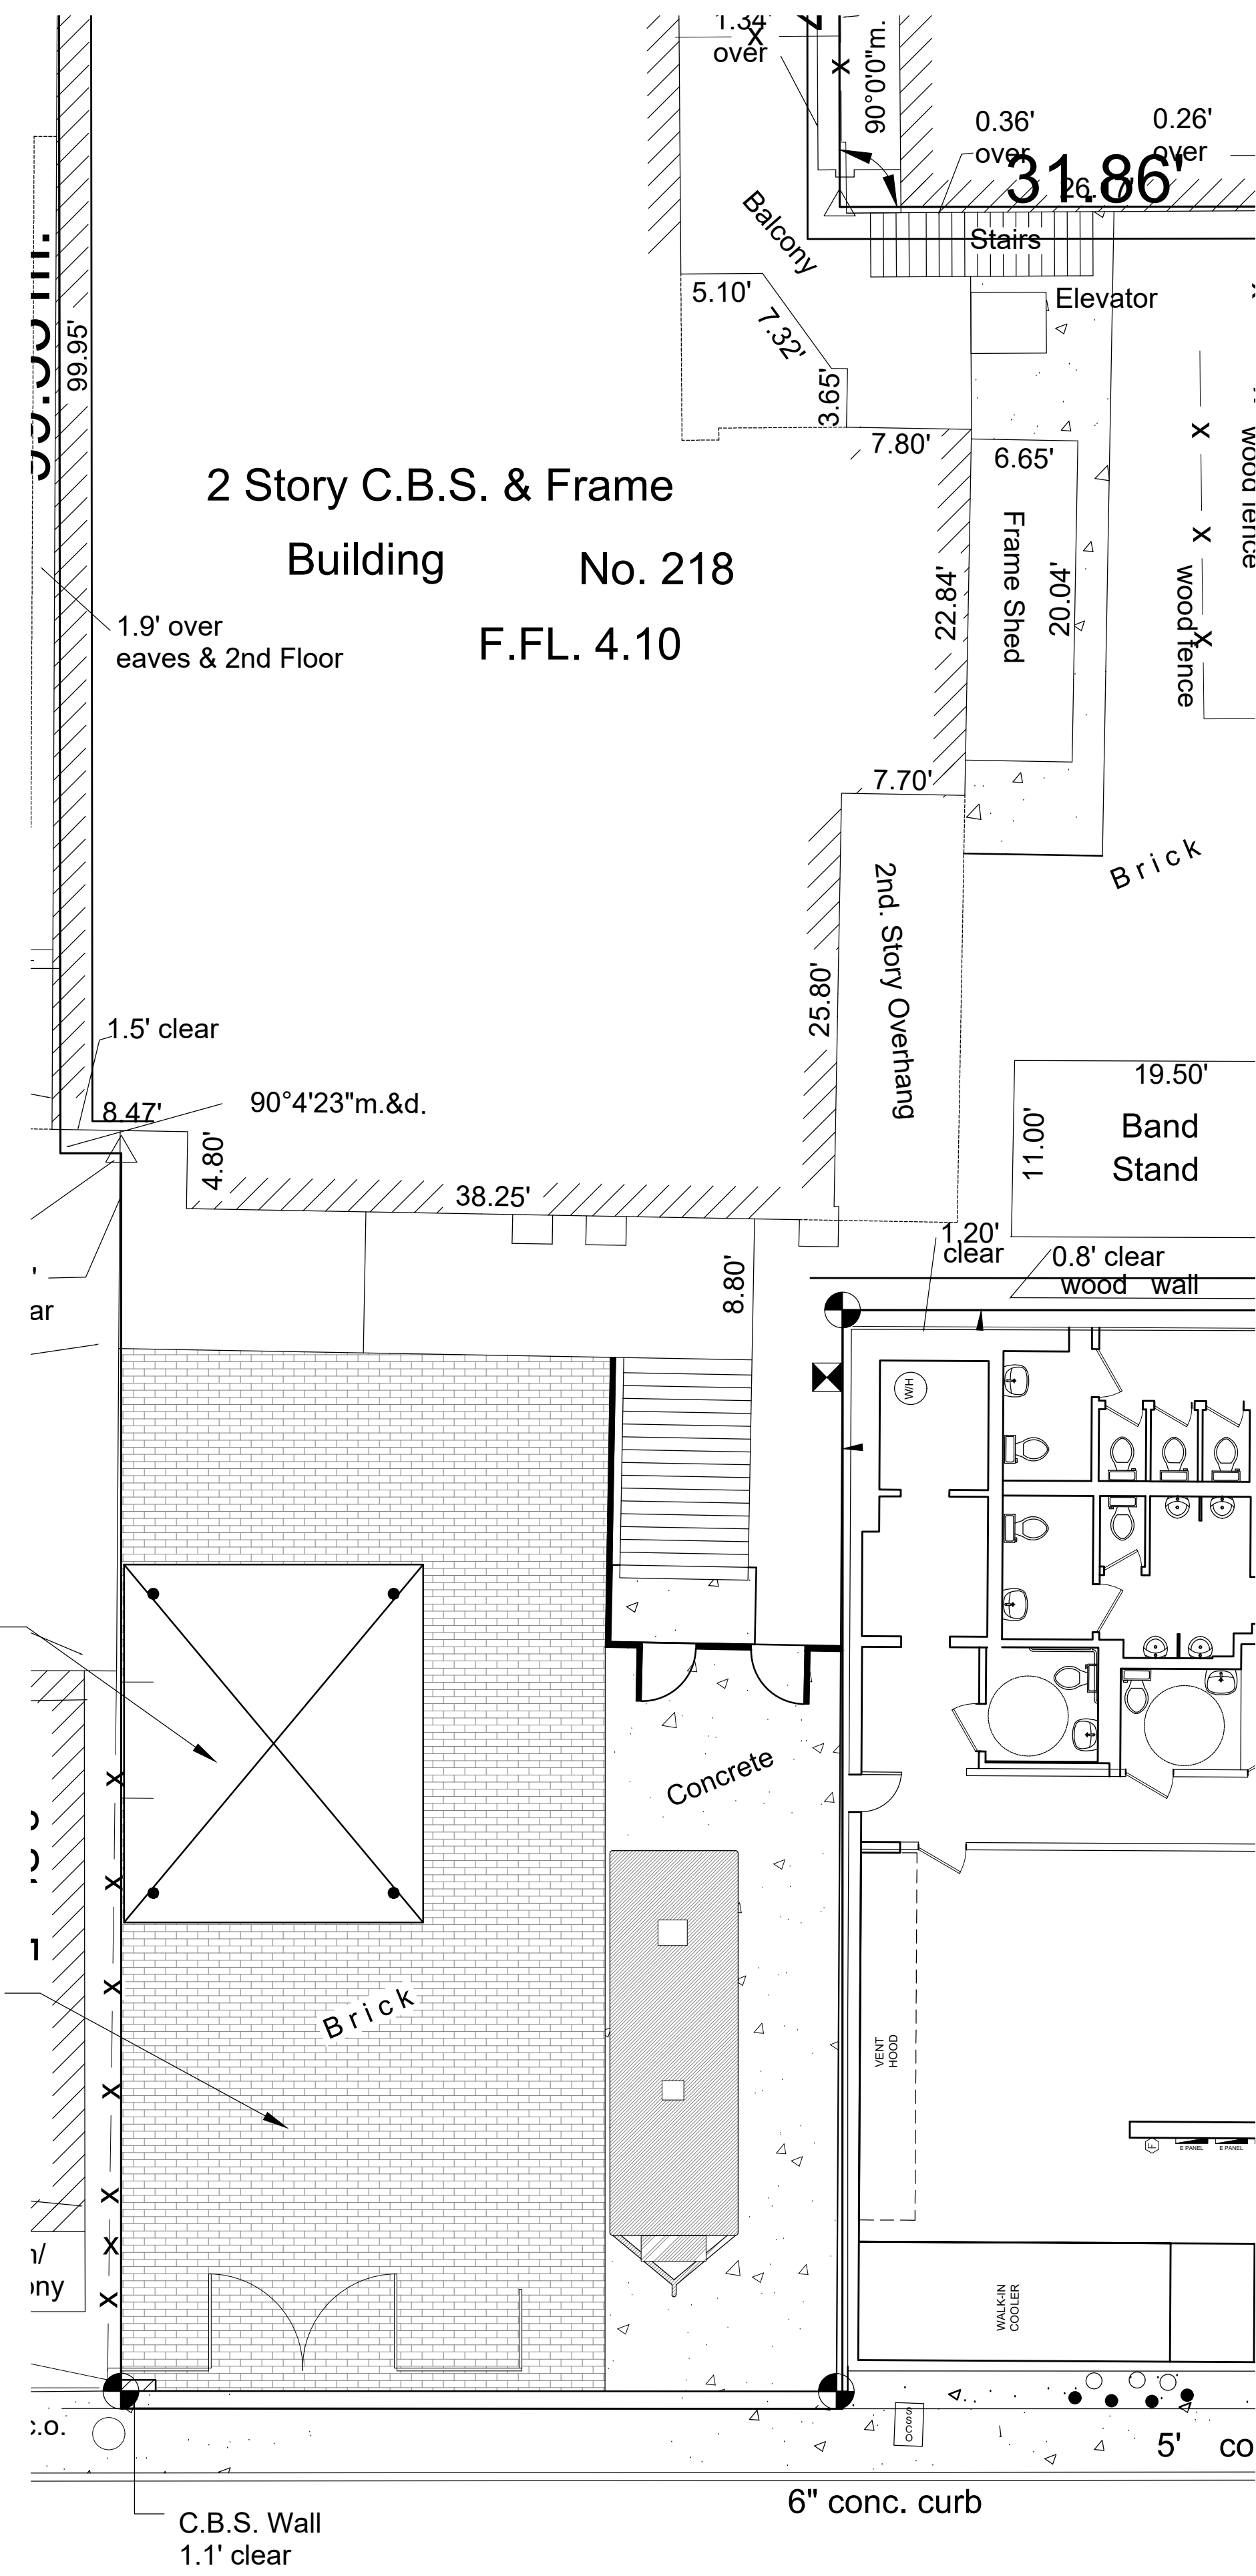 1.34'
over
X
X
90°0'0"m.
0.36'
over
0.26'
over
31.86'
Stairs
Balcony
Elevator
5.10'
7.32'
3.65'
99.95'
7.80'
6.65'
2 Story C.B.S. & Frame
Building No. 218
F.FL. 4.10
22.84'
Frame Shed
20.04'
X
X
X
wood fence
wood fence
1.9' over
eaves & 2nd Floor
7.70'
Brick
2nd. Story Overhang
25.80'
1.5' clear
8.47'
90°4'23"m.&d.
4.80'
38.25'
19.50'
11.00'
Band
Stand
1.20'
clear
0.8' clear
wood wall
8.80'
W/H
Concrete
X
X
X
X
X
X
X
Brick
VENT
HOOD
F
E PANEL
E PANEL
WALK-IN
COOLER
SSCO
5' co
6" conc. curb
C.B.S. Wall
1.1' clear